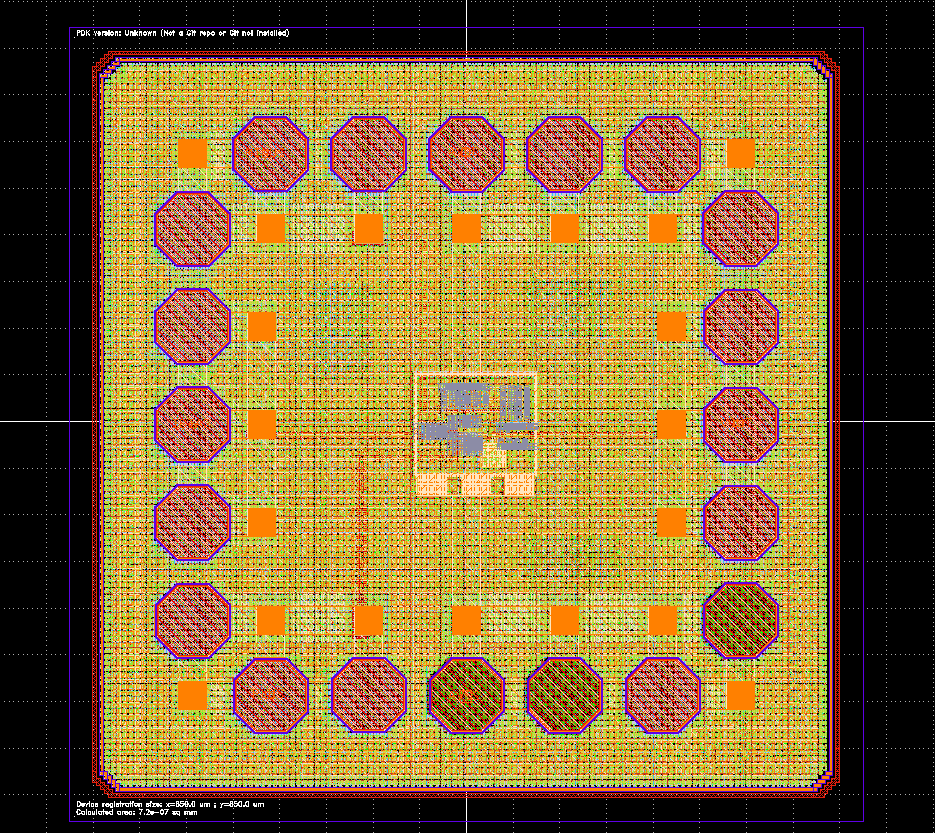 PDK version: Unknown (Not a Git repo or Git not installed)
Device registration size: x=850.0 um ; y=850.0 um
Calculated area: 7.2e-07 sq mm